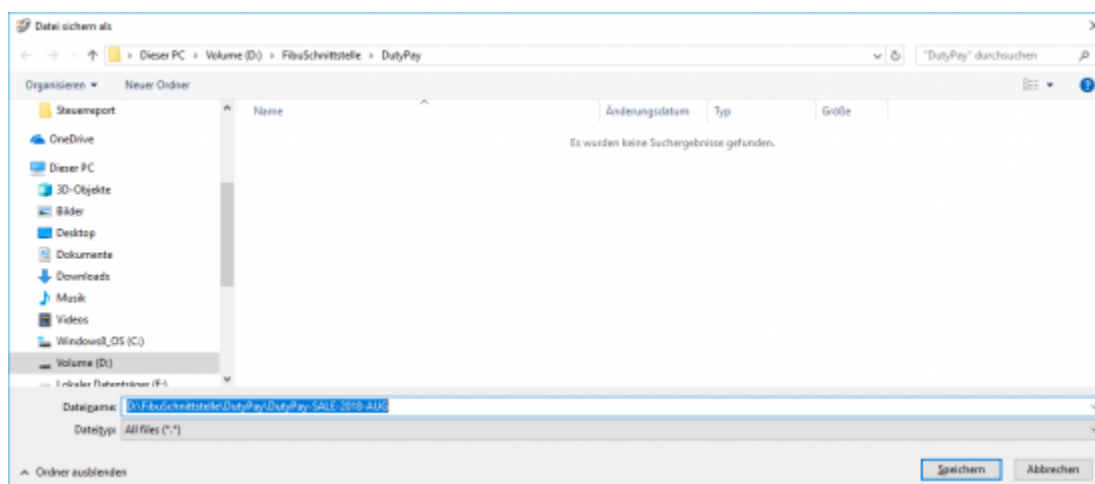 Datei sichern als
Dieser PC › Volume (D:) › FibuSchnittstelle › DutyPay
"DutyPay" durchsuchen
Organisieren
Neuer Ordner
Name
Änderungsdatum
Typ
Größe
Es wurden keine Suchergebnisse gefunden.
Steuerreport
OneDrive
Dieser PC
3D-Objekte
Bilder
Desktop
Dokumente
Downloads
Musik
Videos
Windows8_OS (C:)
Volume (D:)
Lokaler Datenträger (E:)
Dateiname: D:\FibuSchnittstelle\DutyPay\DutyPay-SALE-2018-AUG
Dateityp: All files (*.*)
Ordner ausblenden
Speichern
Abbrechen